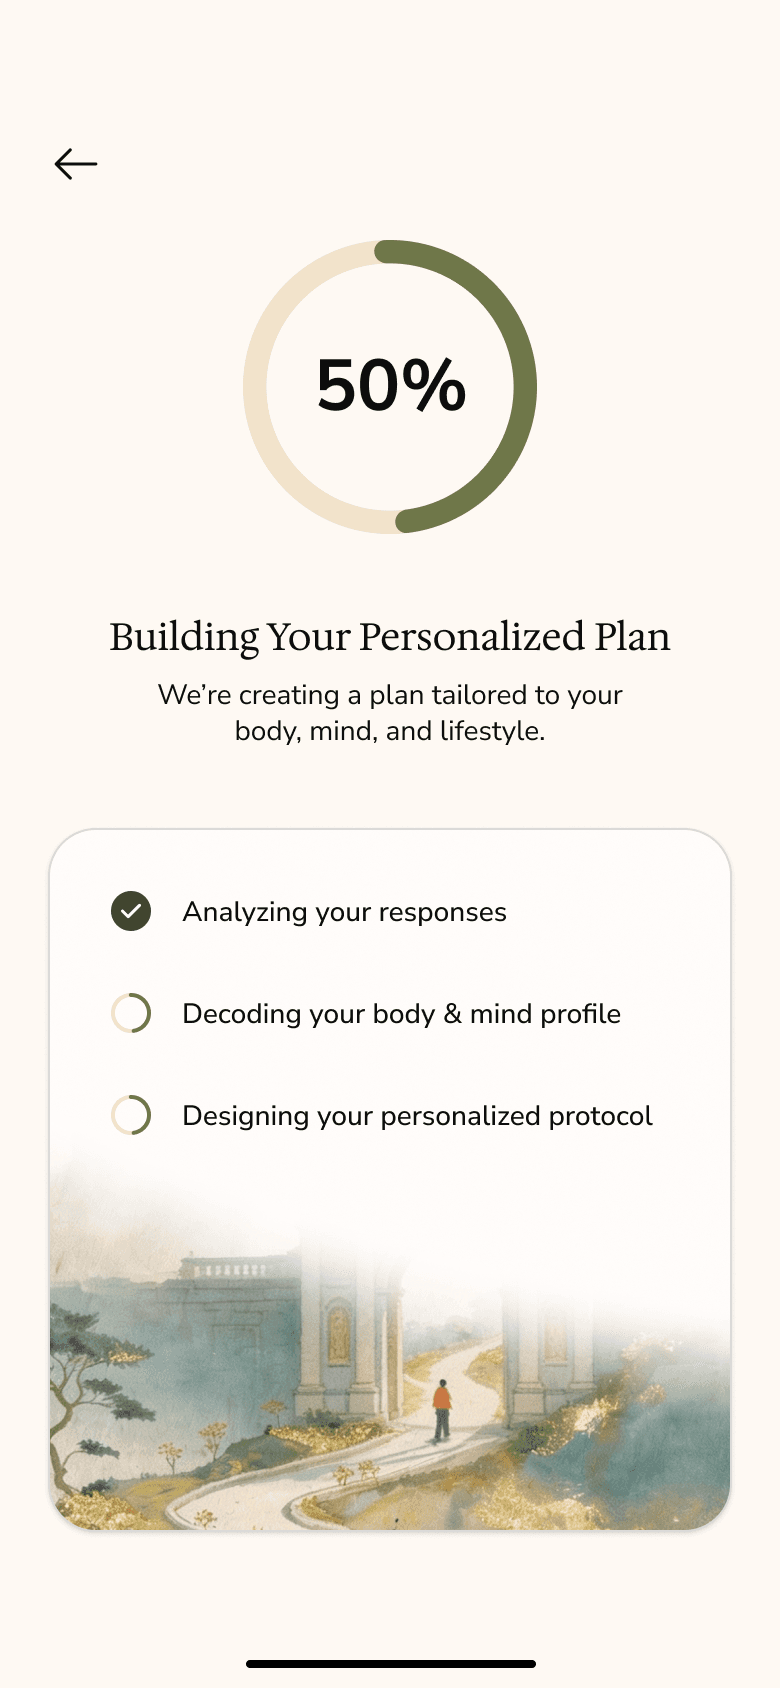 50%
Building Your Personalized Plan
We’re creating a plan tailored to your
body, mind, and lifestyle.
Analyzing your responses
Decoding your body & mind profile
Designing your personalized protocol